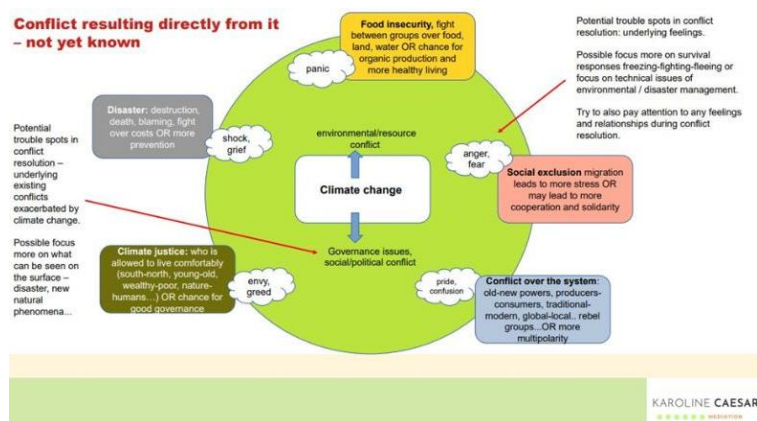 Conflict resulting directly from it
– not yet known
Food insecurity, fight
between groups over food,
land, water OR chance for
organic production and
more healthy living
panic
Potential trouble spots in conflict
resolution: underlying feelings.
Possible focus more on survival
responses freezing-fighting-fleeing or
focus on technical issues of
environmental / disaster management.
Try to also pay attention to any feelings
and relationships during conflict
resolution.
Disaster: destruction,
death, blaming, fight
over costs OR more
prevention
shock,
grief
environmental/resource
conflict
anger,
fear
Potential
trouble spots in
conflict
resolution –
underlying
existing
conflicts
exacerbated by
climate change.
Possible focus
more on what
can be seen on
the surface –
disaster, new
natural
phenomena...
Climate change
Social exclusion migration
leads to more stress OR
may lead to more
cooperation and solidarity
Governance issues,
social/political conflict
Climate justice: who is
allowed to live comfortably
(south-north, young-old,
wealthy-poor, nature-
humans…) OR chance for
good governance
envy,
greed
pride,
confusion
Conflict over the system:
old-new powers, producers-
consumers, traditional-
modern, global-local.. rebel
groups...OR more
multipolarity
KAROLINE CAESAR
MEDIATION